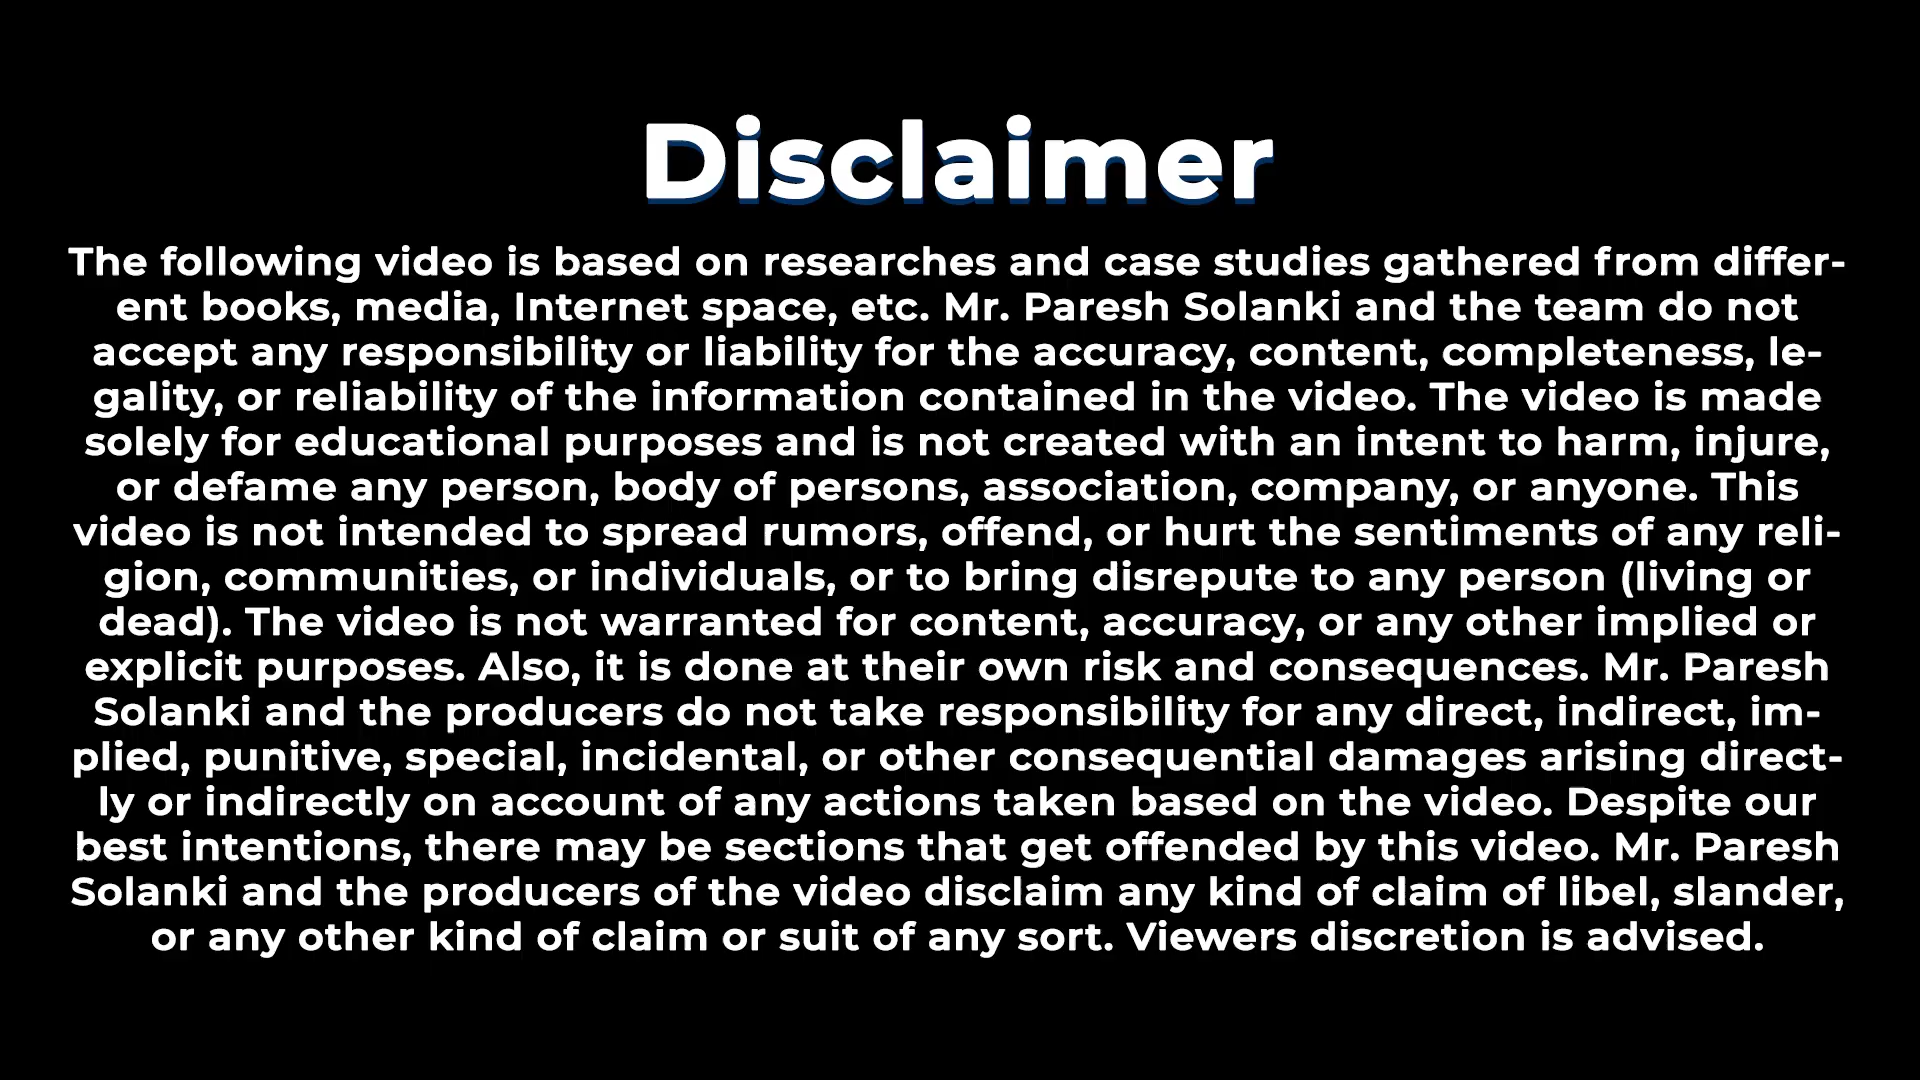 Disclaimer
The following video is based on researches and case studies gathered from differ-
ent books, media, Internet space, etc. Mr. Paresh Solanki and the team do not
accept any responsibility or liability for the accuracy, content, completeness, le-
gality, or reliability of the information contained in the video. The video is made
solely for educational purposes and is not created with an intent to harm, injure,
or defame any person, body of persons, association, company, or anyone. This
video is not intended to spread rumors, offend, or hurt the sentiments of any reli-
gion, communities, or individuals, or to bring disrepute to any person (living or
dead). The video is not warranted for content, accuracy, or any other implied or
explicit purposes. Also, it is done at their own risk and consequences. Mr. Paresh
Solanki and the producers do not take responsibility for any direct, indirect, im-
plied, punitive, special, incidental, or other consequential damages arising direct-
ly or indirectly on account of any actions taken based on the video. Despite our
best intentions, there may be sections that get offended by this video. Mr. Paresh
Solanki and the producers of the video disclaim any kind of claim of libel, slander,
or any other kind of claim or suit of any sort. Viewers discretion is advised.